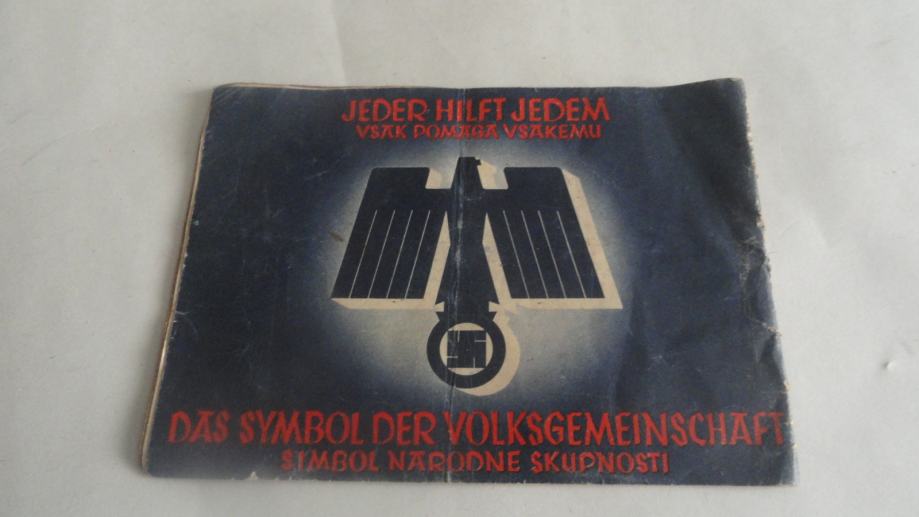 JEDER HILFT JEDEM
VSAK POMAGA VSAKEMU
DAS SYMBOL DER VOLKSGEMEINSCHAFT
SIMBOL NARODNE SKUPNOSTI